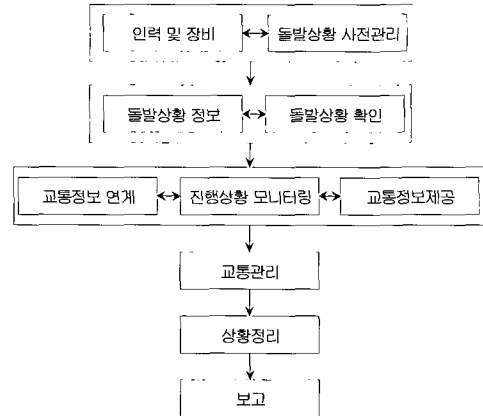 인력 및 장비 돌발상황 사전관리
돌발상황 정보 돌발상황 확인
교통정보 연계 진행상황 모니터링 교통정보제공
교통관리
상황정리
보고